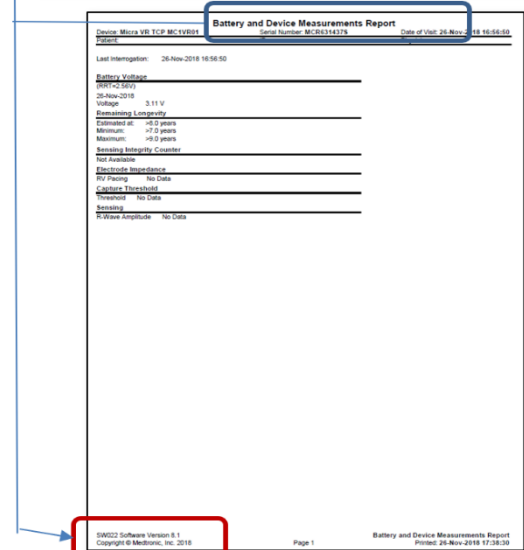 Battery and Device Measurements Report
Device: Micra VR TCP MC1VR01 Serial Number: MCR631437S Date of Visit: 26-Nov-2018 16:56:50
Patient:
Last Interrogation: 26-Nov-2018 16:56:50
Battery Voltage
(RRT=2.56V)
26-Nov-2018
Voltage 3.11 V
Remaining Longevity
Estimated at: >8.0 years
Minimum: >7.0 years
Maximum: >9.0 years
Sensing Integrity Counter
Not Available
Electrode Impedance
RV Pacing No Data
Capture Threshold
Threshold No Data
Sensing
R-Wave Amplitude No Data
SW022 Software Version 8.1 Battery and Device Measurements Report
Copyright © Medtronic, Inc. 2018 Page 1 Printed: 26-Nov-2018 17:38:30